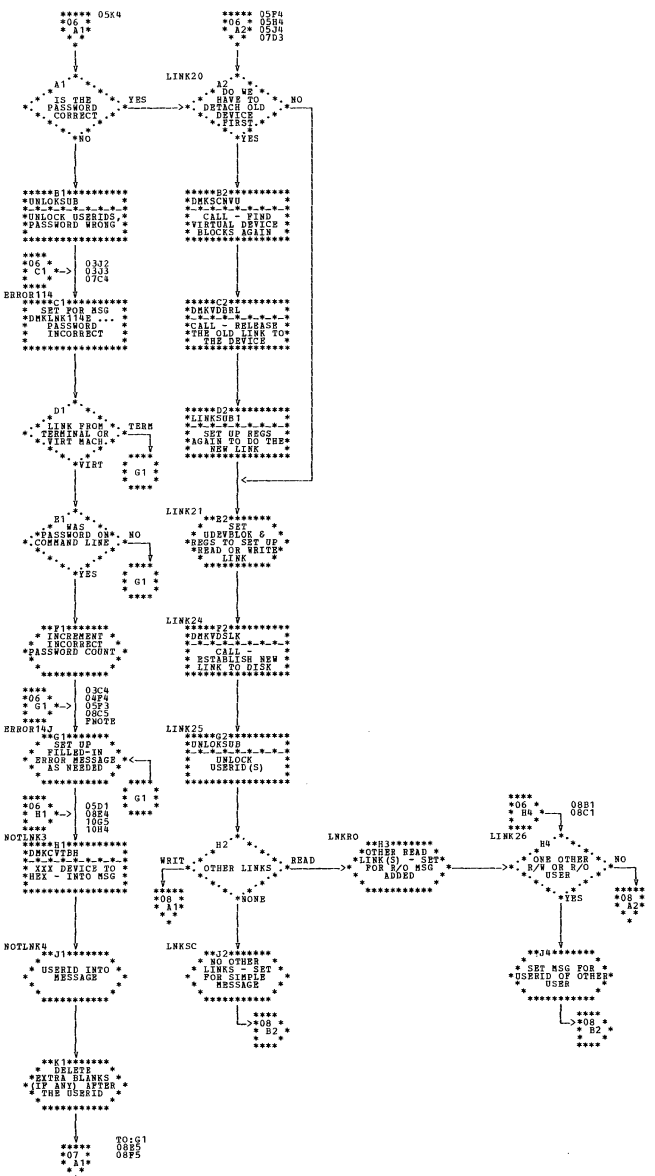 05K4
*06 *
* A1*
05F4
05H4
05J4
07D3
*06 *
* A2*
A1
IS THE
PASSWORD
CORRECT
YES
NO
LINK20
A2
DO WE
HAVE TO
DETACH OLD
DEVICE
FIRST
NO
YES
B1
*UNLOKSUB
UNLOCK USERIDS,
PASSWORD WRONG
B2
*DMKSCNVU
CALL - FIND
VIRTUAL DEVICE
BLOCKS AGAIN
*06 *
* C1 *->
03J2
03J3
07C4
ERROR114
C1
SET FOR MSG
*DMKLNK114E ...
PASSWORD
INCORRECT
C2
*DMKVDBRL
CALL - RELEASE
THE OLD LINK TO
THE DEVICE
D1
LINK FROM
TERMINAL OR
VIRT MACH.
TERM
VIRT
G1
D2
*LINKSUB1
SET UP REGS
AGAIN TO DO THE
NEW LINK
E1
WAS
PASSWORD ON
COMMAND LINE
NO
YES
G1
LINK21
E2
SET
UDEVBLOK &
REGS TO SET UP
READ OR WRITE
LINK
F1
INCREMENT
INCORRECT
PASSWORD COUNT
LINK24
F2
*DMKVDSLK
CALL -
ESTABLISH NEW
LINK TO DISK
*06 *
* G1 *->
03C4
04F4
05F3
08C5
FNOTE
ERROR14J
G1
SET UP
FILLED-IN
ERROR MESSAGE
AS NEEDED
G1
LINK25
G2
*UNLOKSUB
UNLOCK
USERID(S)
*06 *
* H1 *->
05D1
08E4
10G5
10H4
NOTLNK3
H1
*DMKCVTBH
XXX DEVICE TO
HEX - INTO MSG
H2
OTHER LINKS
WRIT
READ
NONE
*08 *
* A1*
LNKRO
H3
OTHER READ
LINK(S) - SET
FOR R/O MSG
ADDED
*06 *
* H4 *
08B1
08C1
LINK26
H4
ONE OTHER
R/W OR R/O
USER
NO
YES
*08 *
* A2*
NOTLNK4
J1
USERID INTO
MESSAGE
LNKSC
J2
NO OTHER
LINKS - SET
FOR SIMPLE
MESSAGE
*08 *
* B2 *
J4
SET MSG FOR
USERID OF OTHER
USER
*08 *
* B2 *
K1
DELETE
EXTRA BLANKS
(IF ANY) AFTER
THE USERID
*07 *
* A1*
TO:G1
08E5
08F5